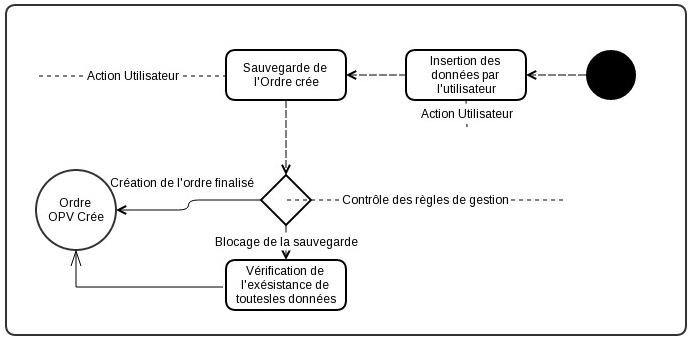 Action Utilisateur
Sauvegarde de
l'Ordre crée
Insertion des
données par
l'utilisateur
Action Utilisateur
Création de l'ordre finalisé
Ordre
OPV Crée
Contrôle des règles de gestion
Blocage de la sauvegarde
Vérification de
l'exésistance de
toutesles données